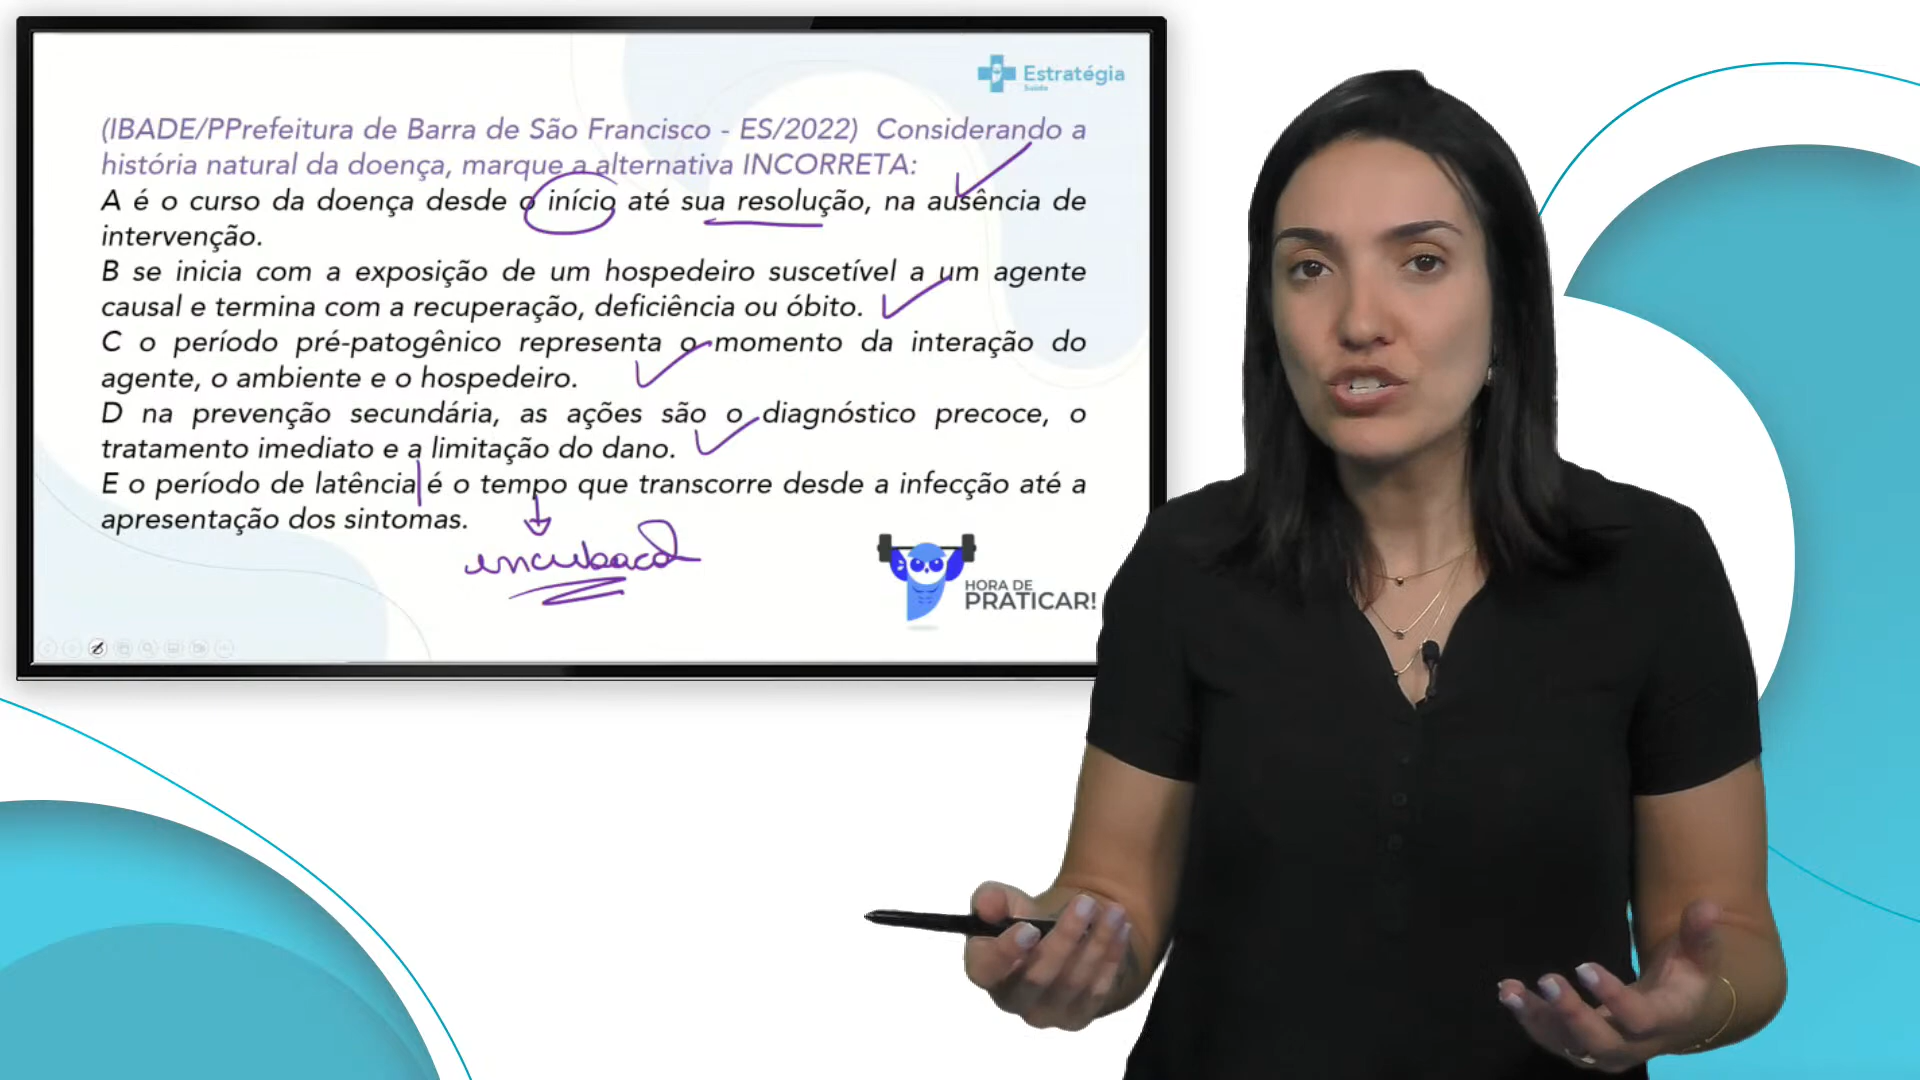 Estratégia
Saúde
(IBADE/PPrefeitura de Barra de São Francisco - ES/2022) Considerando a
história natural da doença, marque a alternativa INCORRETA:
A é o curso da doença desde o início até sua resolução, na ausência de
intervenção.
B se inicia com a exposição de um hospedeiro suscetível a um agente
causal e termina com a recuperação, deficiência ou óbito.
C o período pré-patogênico representa o momento da interação do
agente, o ambiente e o hospedeiro.
D na prevenção secundária, as ações são o diagnóstico precoce, o
tratamento imediato e a limitação do dano.
E o período de latência é o tempo que transcorre desde a infecção até a
apresentação dos sintomas.
HORA DE
PRATICAR!